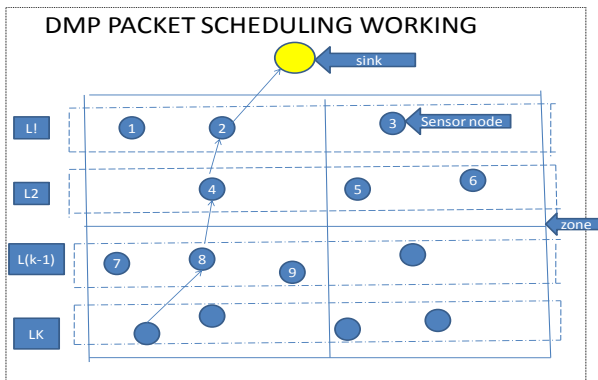 DMP PACKET SCHEDULING WORKING
sink
L!
1
2
3
Sensor node
L2
4
5
6
zone
L(k-1)
7
8
9
LK